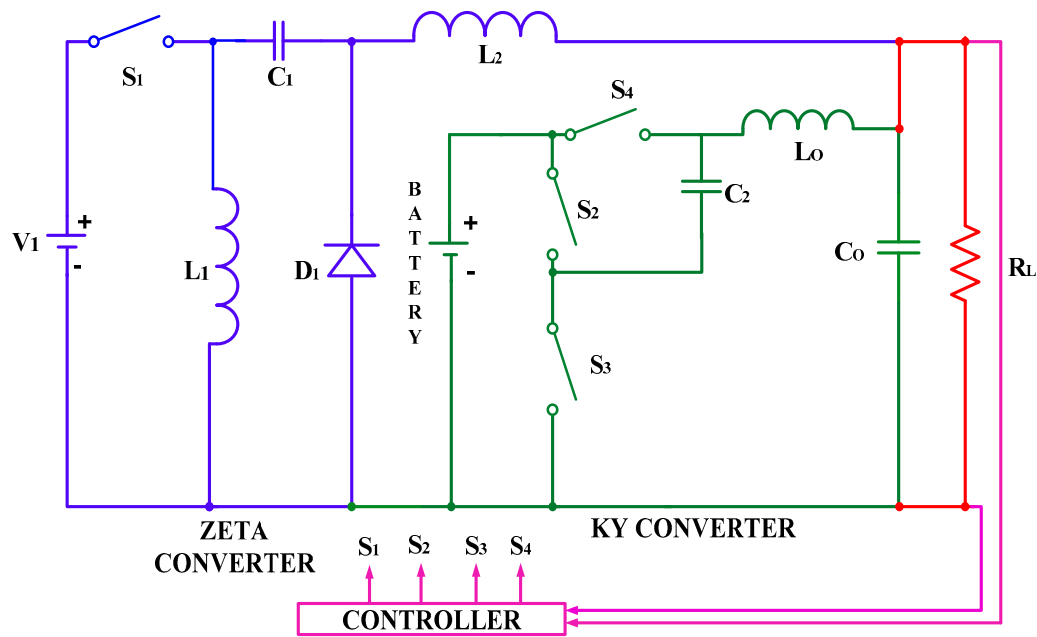 S1
C1
L2
S4
LO
BATTERY
C2
S2
+
V1
-
L1
D1
+
-
CO
RL
S3
ZETA
CONVERTER
KY CONVERTER
S1
S2
S3
S4
CONTROLLER